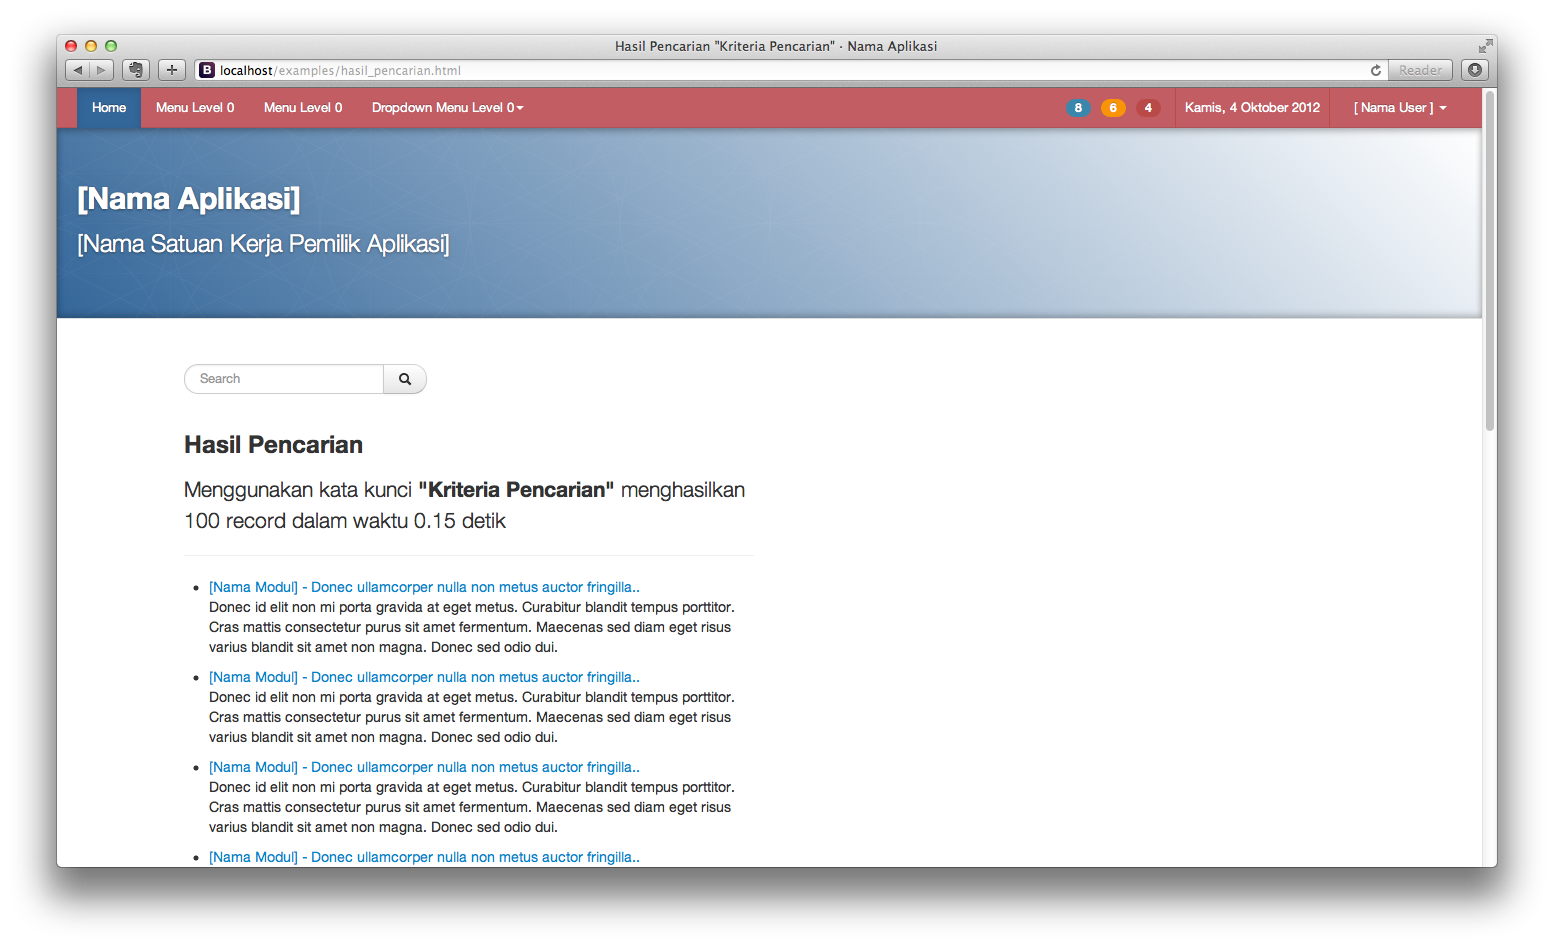 Hasil Pencarian "Kriteria Pencarian" · Nama Aplikasi
localhost/examples/hasil_pencarian.html
Reader
Home Menu Level 0 Menu Level 0 Dropdown Menu Level 0 8 6 4 Kamis, 4 Oktober 2012 [ Nama User ]
[Nama Aplikasi]
[Nama Satuan Kerja Pemilik Aplikasi]
Search
Hasil Pencarian
Menggunakan kata kunci "Kriteria Pencarian" menghasilkan
100 record dalam waktu 0.15 detik
• [Nama Modul] - Donec ullamcorper nulla non metus auctor fringilla..
Donec id elit non mi porta gravida at eget metus. Curabitur blandit tempus porttitor.
Cras mattis consectetur purus sit amet fermentum. Maecenas sed diam eget risus
varius blandit sit amet non magna. Donec sed odio dui.
• [Nama Modul] - Donec ullamcorper nulla non metus auctor fringilla..
Donec id elit non mi porta gravida at eget metus. Curabitur blandit tempus porttitor.
Cras mattis consectetur purus sit amet fermentum. Maecenas sed diam eget risus
varius blandit sit amet non magna. Donec sed odio dui.
• [Nama Modul] - Donec ullamcorper nulla non metus auctor fringilla..
Donec id elit non mi porta gravida at eget metus. Curabitur blandit tempus porttitor.
Cras mattis consectetur purus sit amet fermentum. Maecenas sed diam eget risus
varius blandit sit amet non magna. Donec sed odio dui.
• [Nama Modul] - Donec ullamcorper nulla non metus auctor fringilla..